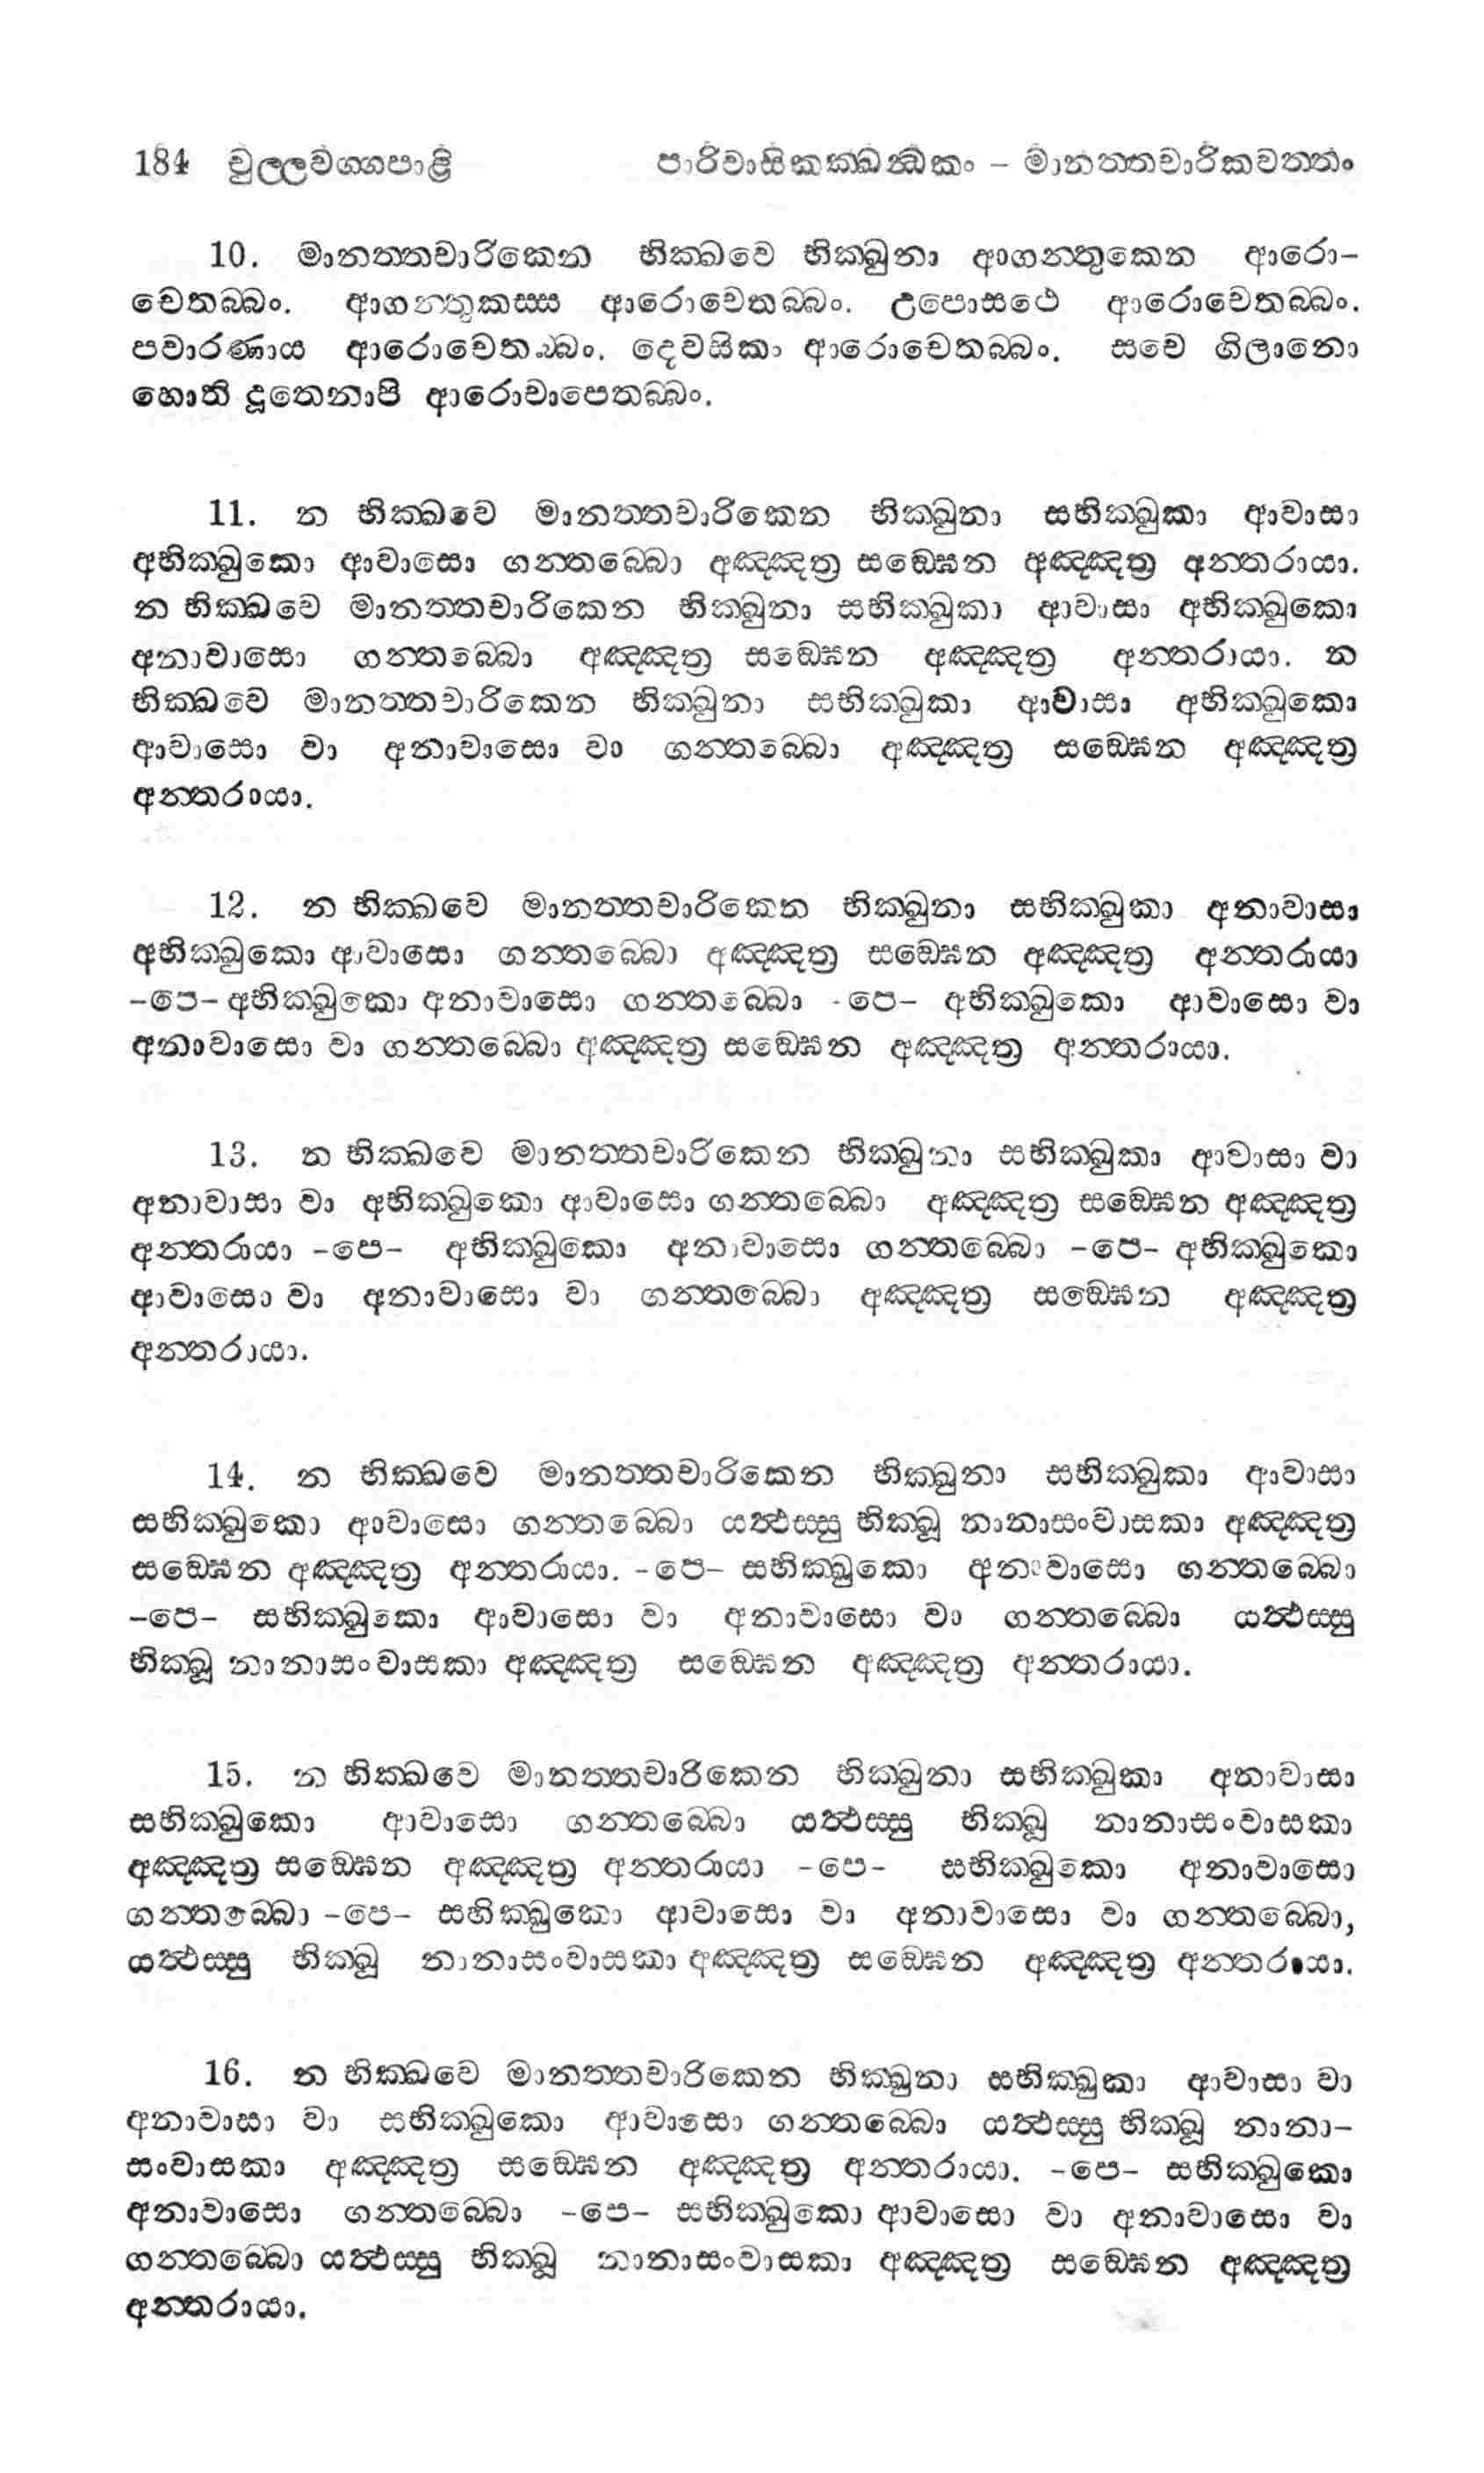 184 චුල්ලවග්ගපාළි පාරිවාසිකක්ඛන්ධකං – මානත්තචාරිකවත්තං
10. මානත්තචාරිකෙන භික්ඛවෙ භික්ඛුනා ආගන්තුකෙන ආරො-
චෙතබ්බං. ආගන්තුකස්ස ආරොචෙතබ්බං. උපොසථෙ ආරොචෙතබ්බං.
පවාරණාය ආරොචෙතබ්බං. දෙවසිකං ආරොචෙතබ්බං. සචෙ ගිලානො
හොති දූතෙනාපි ආරොචාපෙතබ්බං.
11. න භික්ඛවෙ මානත්තචාරිකෙන භික්ඛුනා සභික්ඛුකා ආවාසා
අභික්ඛුකො ආවාසො ගන්තබ්බො අඤ්ඤත්‍ර සඞ්ඝෙන අඤ්ඤත්‍ර අන්තරායා.
න භික්ඛවෙ මානත්තචාරිකෙන භික්ඛුනා සභික්ඛුකා ආවාසා අභික්ඛුකො
අනාවාසො ගන්තබ්බො අඤ්ඤත්‍ර සඞ්ඝෙන අඤ්ඤත්‍ර අන්තරායා. න
භික්ඛවෙ මානත්තචාරිකෙන භික්ඛුනා සභික්ඛුකා ආවාසා අභික්ඛුකො
ආවාසො වා අනාවාසො වා ගන්තබ්බො අඤ්ඤත්‍ර සඞ්ඝෙන අඤ්ඤත්‍ර
අන්තරායා.
12. න භික්ඛවෙ මානත්තචාරිකෙන භික්ඛුනා සභික්ඛුකා අනාවාසා
අභික්ඛුකො ආවාසො ගන්තබ්බො අඤ්ඤත්‍ර සඞ්ඝෙන අඤ්ඤත්‍ර අන්තරායා
–පෙ– අභික්ඛුකො අනාවාසො ගන්තබ්බො –පෙ– අභික්ඛුකො ආවාසො වා
අනාවාසො වා ගන්තබ්බො අඤ්ඤත්‍ර සඞ්ඝෙන අඤ්ඤත්‍ර අන්තරායා.
13. න භික්ඛවෙ මානත්තචාරිකෙන භික්ඛුනා සභික්ඛුකා ආවාසා වා
අනාවාසා වා අභික්ඛුකො ආවාසො ගන්තබ්බො අඤ්ඤත්‍ර සඞ්ඝෙන අඤ්ඤත්‍ර
අන්තරායා –පෙ– අභික්ඛුකො අනාවාසො ගන්තබ්බො –පෙ– අභික්ඛුකො
ආවාසො වා අනාවාසො වා ගන්තබ්බො අඤ්ඤත්‍ර සඞ්ඝෙන අඤ්ඤත්‍ර
අන්තරායා.
14. න භික්ඛවෙ මානත්තචාරිකෙන භික්ඛුනා සභික්ඛුකා ආවාසා
සභික්ඛුකො ආවාසො ගන්තබ්බො යත්ථස්සු භික්ඛූ නානාසංවාසකා අඤ්ඤත්‍ර
සඞ්ඝෙන අඤ්ඤත්‍ර අන්තරායා. –පෙ– සභික්ඛුකො අනාවාසො ගන්තබ්බො
–පෙ– සභික්ඛුකො ආවාසො වා අනාවාසො වා ගන්තබ්බො යත්ථස්සු
භික්ඛූ නානාසංවාසකා අඤ්ඤත්‍ර සඞ්ඝෙන අඤ්ඤත්‍ර අන්තරායා.
15. න භික්ඛවෙ මානත්තචාරිකෙන භික්ඛුනා සභික්ඛුකා අනාවාසා
සභික්ඛුකො ආවාසො ගන්තබ්බො යත්ථස්සු භික්ඛූ නානාසංවාසකා
අඤ්ඤත්‍ර සඞ්ඝෙන අඤ්ඤත්‍ර අන්තරායා –පෙ– සභික්ඛුකො අනාවාසො
ගන්තබ්බො –පෙ– සභික්ඛුකො ආවාසො වා අනාවාසො වා ගන්තබ්බො,
යත්ථස්සු භික්ඛූ නානාසංවාසකා අඤ්ඤත්‍ර සඞ්ඝෙන අඤ්ඤත්‍ර අන්තරායා.
16. න භික්ඛවෙ මානත්තචාරිකෙන භික්ඛුනා සභික්ඛුකා ආවාසා වා
අනාවාසා වා සභික්ඛුකො ආවාසො ගන්තබ්බො යත්ථස්සු භික්ඛූ නානා–
සංවාසකා අඤ්ඤත්‍ර සඞ්ඝෙන අඤ්ඤත්‍ර අන්තරායා. –පෙ– සභික්ඛුකො
අනාවාසො ගන්තබ්බො –පෙ– සභික්ඛුකො ආවාසො වා අනාවාසො වා
ගන්තබ්බො යත්ථස්සු භික්ඛූ නානාසංවාසකා අඤ්ඤත්‍ර සඞ්ඝෙන අඤ්ඤත්‍ර
අන්තරායා.